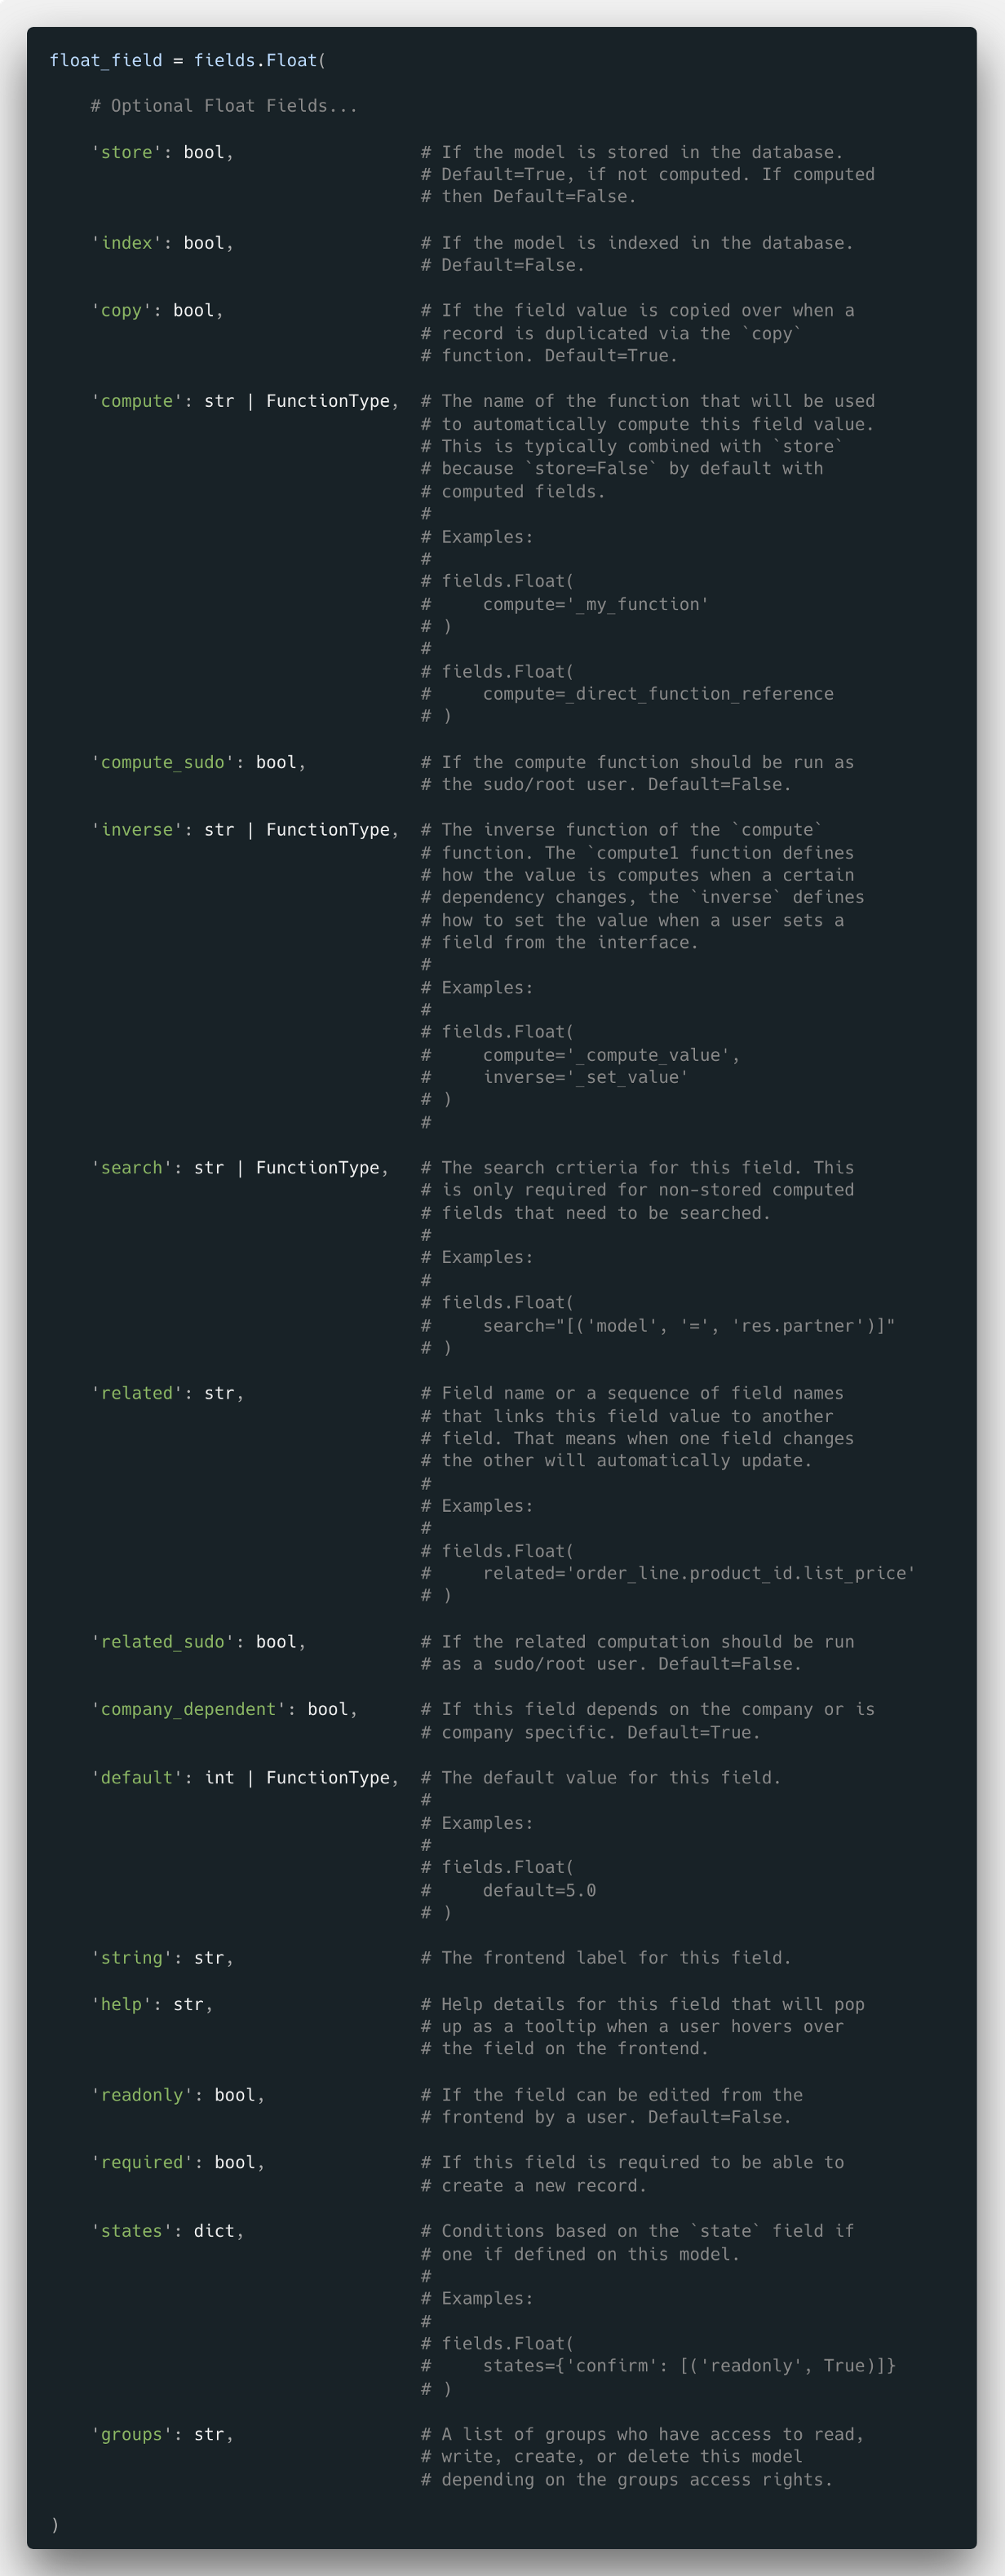 float_field = fields.Float(
# Optional Float Fields...
'store': bool, # If the model is stored in the database.
# Default=True, if not computed. If computed
# then Default=False.
'index': bool, # If the model is indexed in the database.
# Default=False.
'copy': bool, # If the field value is copied over when a
# record is duplicated via the `copy`
# function. Default=True.
'compute': str | FunctionType, # The name of the function that will be used
# to automatically compute this field value.
# This is typically combined with `store`
# because `store=False` by default with
# computed fields.
#
# Examples:
#
# fields.Float(
#     compute='_my_function'
# )
#
# fields.Float(
#     compute=_direct_function_reference
# )
'compute_sudo': bool, # If the compute function should be run as
# the sudo/root user. Default=False.
'inverse': str | FunctionType, # The inverse function of the `compute`
# function. The `compute1 function defines
# how the value is computes when a certain
# dependency changes, the `inverse` defines
# how to set the value when a user sets a
# field from the interface.
#
# Examples:
#
# fields.Float(
#     compute='_compute_value',
#     inverse='_set_value'
# )
#
'search': str | FunctionType, # The search crtieria for this field. This
# is only required for non-stored computed
# fields that need to be searched.
#
# Examples:
#
# fields.Float(
#     search="[('model', '=', 'res.partner')]"
# )
'related': str, # Field name or a sequence of field names
# that links this field value to another
# field. That means when one field changes
# the other will automatically update.
#
# Examples:
#
# fields.Float(
#     related='order_line.product_id.list_price'
# )
'related_sudo': bool, # If the related computation should be run
# as a sudo/root user. Default=False.
'company_dependent': bool, # If this field depends on the company or is
# company specific. Default=True.
'default': int | FunctionType, # The default value for this field.
#
# Examples:
#
# fields.Float(
#     default=5.0
# )
'string': str, # The frontend label for this field.
'help': str, # Help details for this field that will pop
# up as a tooltip when a user hovers over
# the field on the frontend.
'readonly': bool, # If the field can be edited from the
# frontend by a user. Default=False.
'required': bool, # If this field is required to be able to
# create a new record.
'states': dict, # Conditions based on the `state` field if
# one if defined on this model.
#
# Examples:
#
# fields.Float(
#     states={'confirm': [('readonly', True)]}
# )
'groups': str, # A list of groups who have access to read,
# write, create, or delete this model
# depending on the groups access rights.
)